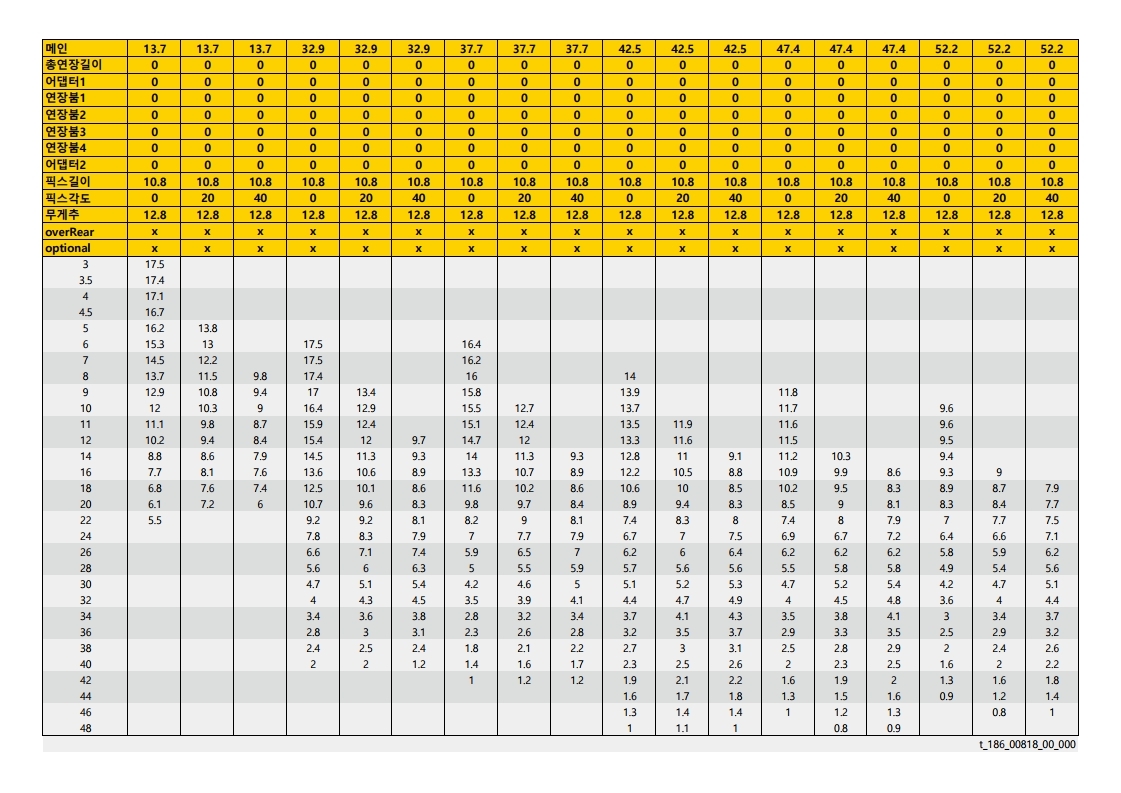 메인 13.7 13.7 13.7 32.9 32.9 32.9 37.7 37.7 37.7 42.5 42.5 42.5 47.4 47.4 47.4 52.2 52.2 52.2
총연장길이 0 0 0 0 0 0 0 0 0 0 0 0 0 0 0 0 0 0
어댑터1 0 0 0 0 0 0 0 0 0 0 0 0 0 0 0 0 0 0
연장붐1 0 0 0 0 0 0 0 0 0 0 0 0 0 0 0 0 0 0
연장붐2 0 0 0 0 0 0 0 0 0 0 0 0 0 0 0 0 0 0
연장붐3 0 0 0 0 0 0 0 0 0 0 0 0 0 0 0 0 0 0
연장붐4 0 0 0 0 0 0 0 0 0 0 0 0 0 0 0 0 0 0
어댑터2 0 0 0 0 0 0 0 0 0 0 0 0 0 0 0 0 0 0
픽스길이 10.8 10.8 10.8 10.8 10.8 10.8 10.8 10.8 10.8 10.8 10.8 10.8 10.8 10.8 10.8 10.8 10.8 10.8
픽스각도 0 20 40 0 20 40 0 20 40 0 20 40 0 20 40 0 20 40
무게추 12.8 12.8 12.8 12.8 12.8 12.8 12.8 12.8 12.8 12.8 12.8 12.8 12.8 12.8 12.8 12.8 12.8 12.8
overRear x x x x x x x x x x x x x x x x x x
optional x x x x x x x x x x x x x x x x x x
3 17.5
3.5 17.4
4 17.1
4.5 16.7
5 16.2 13.8
6 15.3 13 17.5 16.4
7 14.5 12.2 17.5 16.2
8 13.7 11.5 9.8 17.4 16 14
9 12.9 10.8 9.4 17 13.4 15.8 13.9 11.8
10 12 10.3 9 16.4 12.9 15.5 12.7 13.7 11.7 9.6
11 11.1 9.8 8.7 15.9 12.4 15.1 12.4 13.5 11.9 11.6 9.6
12 10.2 9.4 8.4 15.4 12 9.7 14.7 12 13.3 11.6 11.5 9.5
14 8.8 8.6 7.9 14.5 11.3 9.3 14 11.3 9.3 12.8 11 9.1 11.2 10.3 9.4
16 7.7 8.1 7.6 13.6 10.6 8.9 13.3 10.7 8.9 12.2 10.5 8.8 10.9 9.9 8.6 9.3 9
18 6.8 7.6 7.4 12.5 10.1 8.6 11.6 10.2 8.6 10.6 10 8.5 10.2 9.5 8.3 8.9 8.7 7.9
20 6.1 7.2 6 10.7 9.6 8.3 9.8 9.7 8.4 8.9 9.4 8.3 8.5 9 8.1 8.3 8.4 7.7
22 5.5 9.2 9.2 8.1 8.2 9 8.1 7.4 8.3 8 7.4 8 7.9 7 7.7 7.5
24 7.8 8.3 7.9 7 7.7 7.9 6.7 7 7.5 6.9 6.7 7.2 6.4 6.6 7.1
26 6.6 7.1 7.4 5.9 6.5 7 6.2 6 6.4 6.2 6.2 6.2 5.8 5.9 6.2
28 5.6 6 6.3 5 5.5 5.9 5.7 5.6 5.6 5.5 5.8 5.8 4.9 5.4 5.6
30 4.7 5.1 5.4 4.2 4.6 5 5.1 5.2 5.3 4.7 5.2 5.4 4.2 4.7 5.1
32 4 4.3 4.5 3.5 3.9 4.1 4.4 4.7 4.9 4 4.5 4.8 3.6 4 4.4
34 3.4 3.6 3.8 2.8 3.2 3.4 3.7 4.1 4.3 3.5 3.8 4.1 3 3.4 3.7
36 2.8 3 3.1 2.3 2.6 2.8 3.2 3.5 3.7 2.9 3.3 3.5 2.5 2.9 3.2
38 2.4 2.5 2.4 1.8 2.1 2.2 2.7 3 3.1 2.5 2.8 2.9 2 2.4 2.6
40 2 2 1.2 1.4 1.6 1.7 2.3 2.5 2.6 2 2.3 2.5 1.6 2 2.2
42 1 1.2 1.2 1.9 2.1 2.2 1.6 1.9 2 1.3 1.6 1.8
44 1.6 1.7 1.8 1.3 1.5 1.6 0.9 1.2 1.4
46 1.3 1.4 1.4 1 1.2 1.3 0.8 1
48 1 1.1 1 0.8 0.9
t_186_00818_00_000